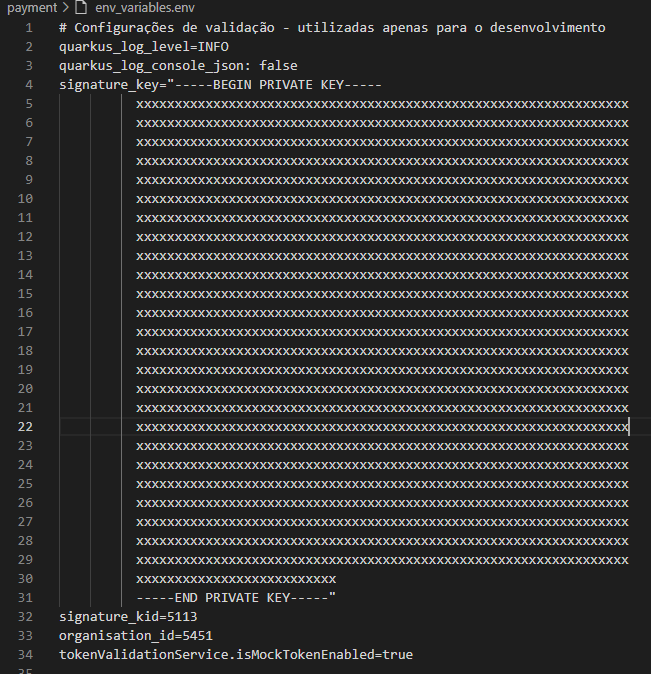 payment > env_variables.env
1 # Configurações de validação - utilizadas apenas para o desenvolvimento
2 quarkus_log_level=INFO
3 quarkus_log_console_json: false
4 signature_key="-----BEGIN PRIVATE KEY-----
5 xxxxxxxxxxxxxxxxxxxxxxxxxxxxxxxxxxxxxxxxxxxxxxxxxxxxxxxxxxxxxxxx
6 xxxxxxxxxxxxxxxxxxxxxxxxxxxxxxxxxxxxxxxxxxxxxxxxxxxxxxxxxxxxxxxx
7 xxxxxxxxxxxxxxxxxxxxxxxxxxxxxxxxxxxxxxxxxxxxxxxxxxxxxxxxxxxxxxxx
8 xxxxxxxxxxxxxxxxxxxxxxxxxxxxxxxxxxxxxxxxxxxxxxxxxxxxxxxxxxxxxxxx
9 xxxxxxxxxxxxxxxxxxxxxxxxxxxxxxxxxxxxxxxxxxxxxxxxxxxxxxxxxxxxxxxx
10 xxxxxxxxxxxxxxxxxxxxxxxxxxxxxxxxxxxxxxxxxxxxxxxxxxxxxxxxxxxxxxxx
11 xxxxxxxxxxxxxxxxxxxxxxxxxxxxxxxxxxxxxxxxxxxxxxxxxxxxxxxxxxxxxxxx
12 xxxxxxxxxxxxxxxxxxxxxxxxxxxxxxxxxxxxxxxxxxxxxxxxxxxxxxxxxxxxxxxx
13 xxxxxxxxxxxxxxxxxxxxxxxxxxxxxxxxxxxxxxxxxxxxxxxxxxxxxxxxxxxxxxxx
14 xxxxxxxxxxxxxxxxxxxxxxxxxxxxxxxxxxxxxxxxxxxxxxxxxxxxxxxxxxxxxxxx
15 xxxxxxxxxxxxxxxxxxxxxxxxxxxxxxxxxxxxxxxxxxxxxxxxxxxxxxxxxxxxxxxx
16 xxxxxxxxxxxxxxxxxxxxxxxxxxxxxxxxxxxxxxxxxxxxxxxxxxxxxxxxxxxxxxxx
17 xxxxxxxxxxxxxxxxxxxxxxxxxxxxxxxxxxxxxxxxxxxxxxxxxxxxxxxxxxxxxxxx
18 xxxxxxxxxxxxxxxxxxxxxxxxxxxxxxxxxxxxxxxxxxxxxxxxxxxxxxxxxxxxxxxx
19 xxxxxxxxxxxxxxxxxxxxxxxxxxxxxxxxxxxxxxxxxxxxxxxxxxxxxxxxxxxxxxxx
20 xxxxxxxxxxxxxxxxxxxxxxxxxxxxxxxxxxxxxxxxxxxxxxxxxxxxxxxxxxxxxxxx
21 xxxxxxxxxxxxxxxxxxxxxxxxxxxxxxxxxxxxxxxxxxxxxxxxxxxxxxxxxxxxxxxx
22 xxxxxxxxxxxxxxxxxxxxxxxxxxxxxxxxxxxxxxxxxxxxxxxxxxxxxxxxxxxxxxxx
23 xxxxxxxxxxxxxxxxxxxxxxxxxxxxxxxxxxxxxxxxxxxxxxxxxxxxxxxxxxxxxxxx
24 xxxxxxxxxxxxxxxxxxxxxxxxxxxxxxxxxxxxxxxxxxxxxxxxxxxxxxxxxxxxxxxx
25 xxxxxxxxxxxxxxxxxxxxxxxxxxxxxxxxxxxxxxxxxxxxxxxxxxxxxxxxxxxxxxxx
26 xxxxxxxxxxxxxxxxxxxxxxxxxxxxxxxxxxxxxxxxxxxxxxxxxxxxxxxxxxxxxxxx
27 xxxxxxxxxxxxxxxxxxxxxxxxxxxxxxxxxxxxxxxxxxxxxxxxxxxxxxxxxxxxxxxx
28 xxxxxxxxxxxxxxxxxxxxxxxxxxxxxxxxxxxxxxxxxxxxxxxxxxxxxxxxxxxxxxxx
29 xxxxxxxxxxxxxxxxxxxxxxxxxxxxxxxxxxxxxxxxxxxxxxxxxxxxxxxxxxxxxxxx
30 xxxxxxxxxxxxxxxxxxxxxxxxxx
31 -----END PRIVATE KEY-----"
32 signature_kid=5113
33 organisation_id=5451
34 tokenValidationService.isMockTokenEnabled=true
35